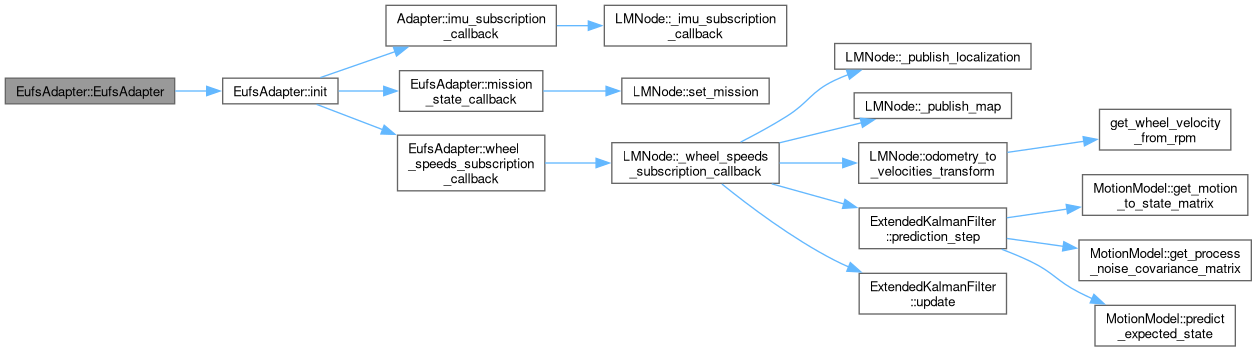 EufsAdapter::EufsAdapter
EufsAdapter::init
Adapter::imu_subscription
_callback
LMNode::_imu_subscription
_callback
EufsAdapter::mission
_state_callback
LMNode::set_mission
EufsAdapter::wheel
_speeds_subscription
_callback
LMNode::_wheel_speeds
_subscription_callback
LMNode::_publish_localization
LMNode::_publish_map
LMNode::odometry_to
_velocities_transform
get_wheel_velocity
_from_rpm
ExtendedKalmanFilter
::prediction_step
MotionModel::get_motion
_to_state_matrix
MotionModel::get_process
_noise_covariance_matrix
MotionModel::predict
_expected_state
ExtendedKalmanFilter
::update